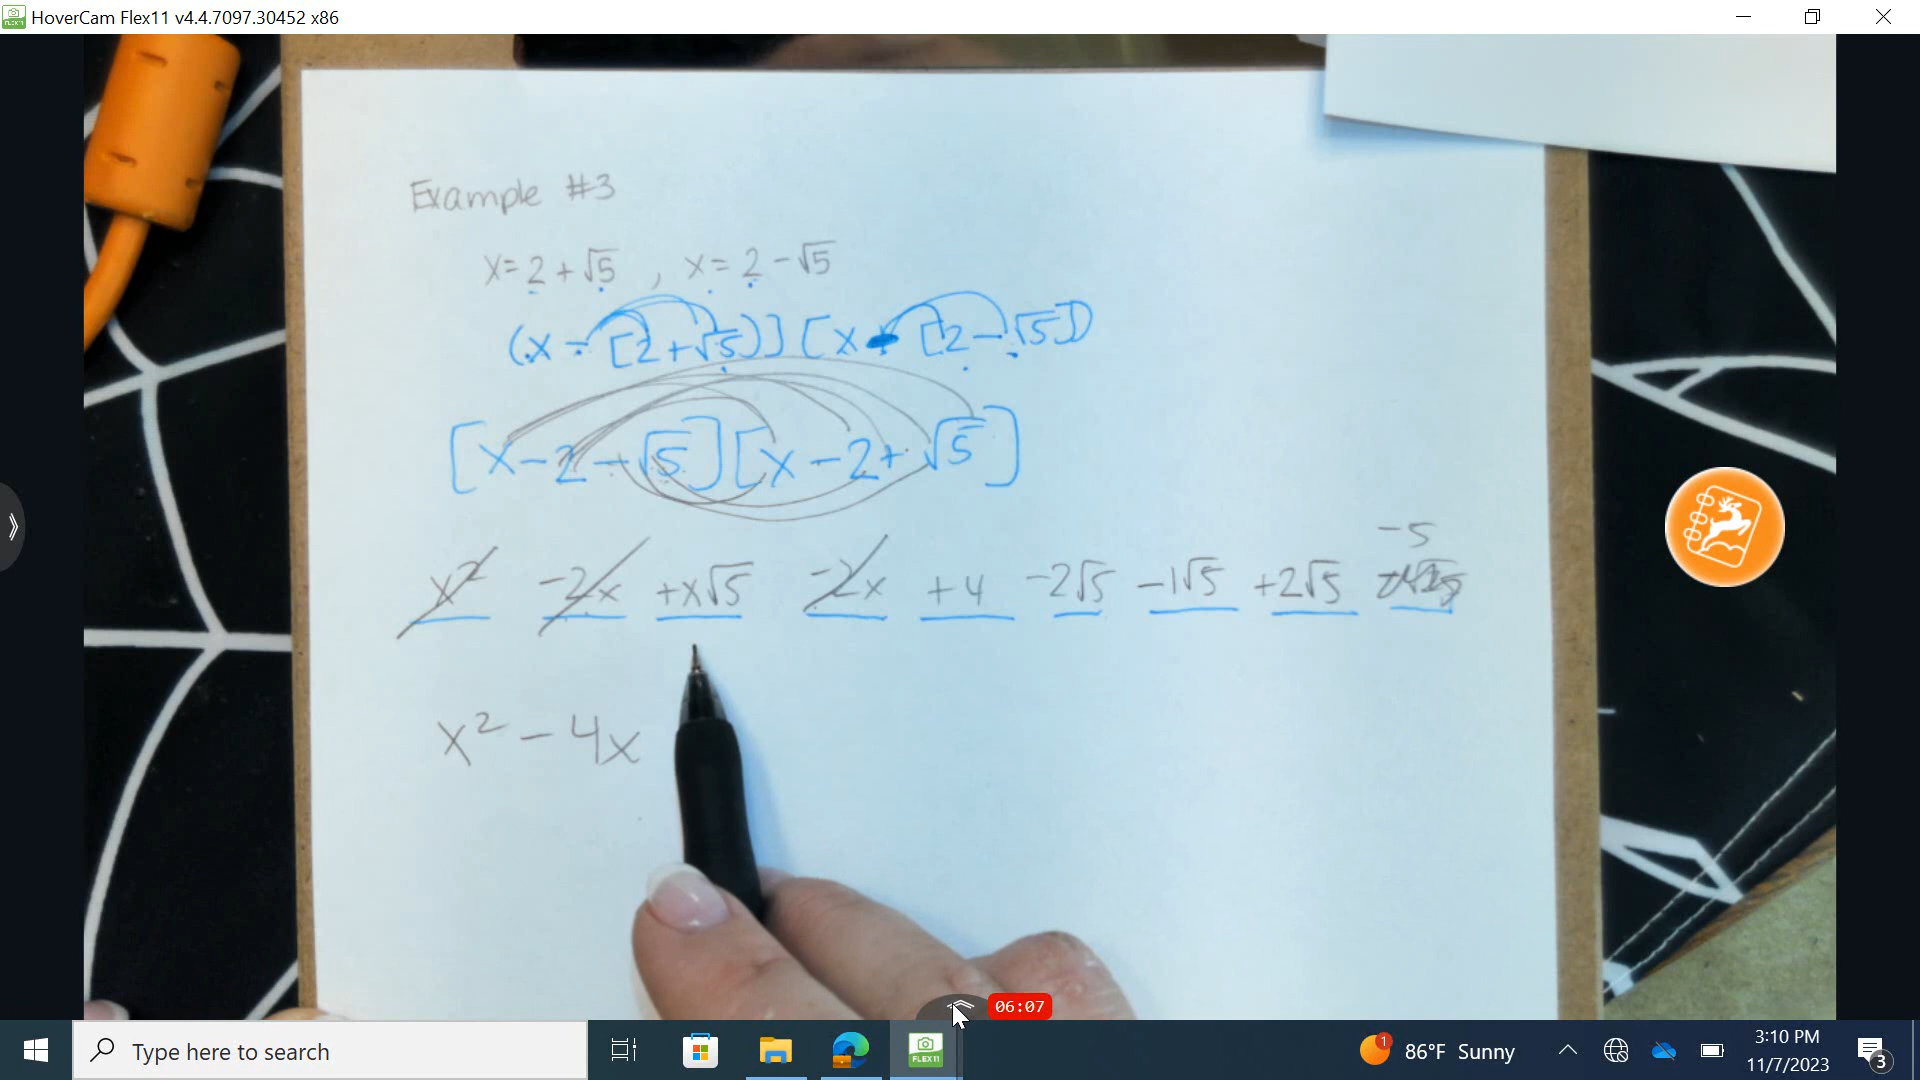 HoverCam Flex11 v4.4.7097.30452 x86
Example #3
x=2+√5 , x=2-√5
(x-[2+√5)][x-[2-√5])
[x-2-√5][x-2+√5]
-5
x² -2x +x√5 -2x +4 -2√5 -1√5 +2√5
x²-4x
06:07
Type here to search
FLEX11
1
86°F Sunny
3:10 PM
11/7/2023
3